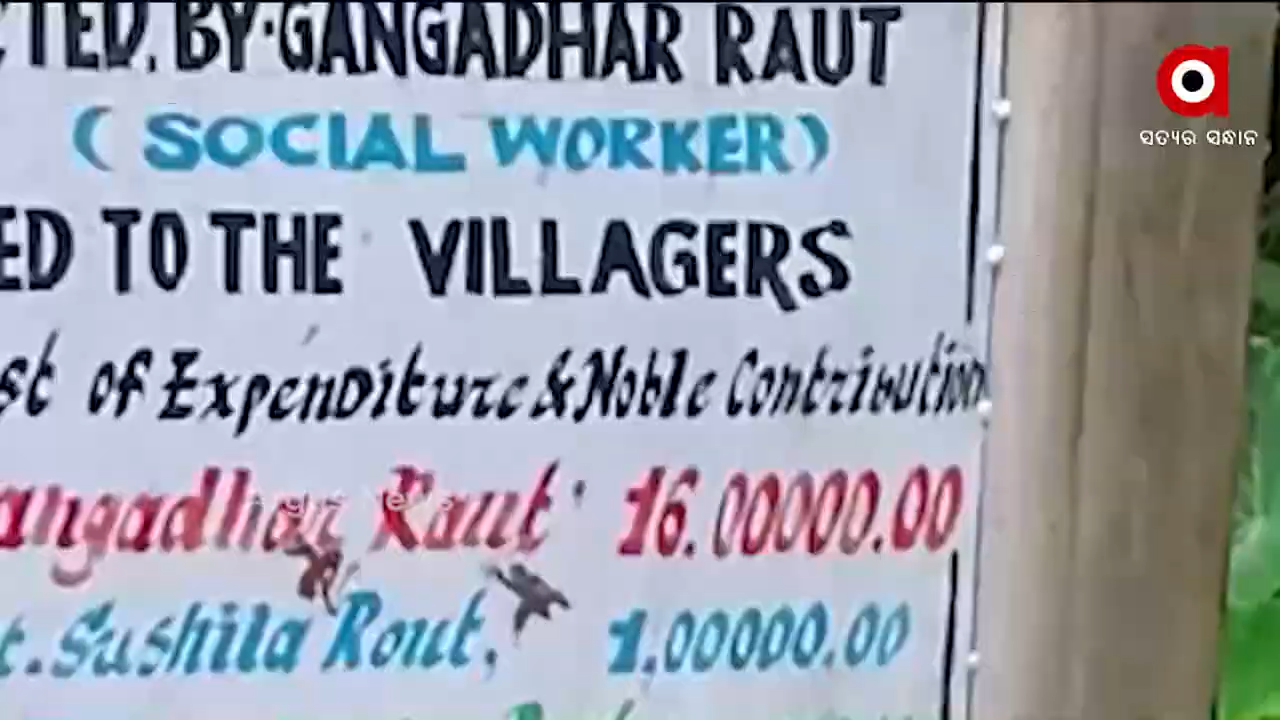 CTED. BY GANGADHAR RAUT
( SOCIAL WORKER )
ED TO THE VILLAGERS
st of Expenditure & Noble Contribution
angadhar Raut 16.00000.00
t. Sushila Rout, 1,00000.00
ସତ୍ୟର ସନ୍ଧାନ